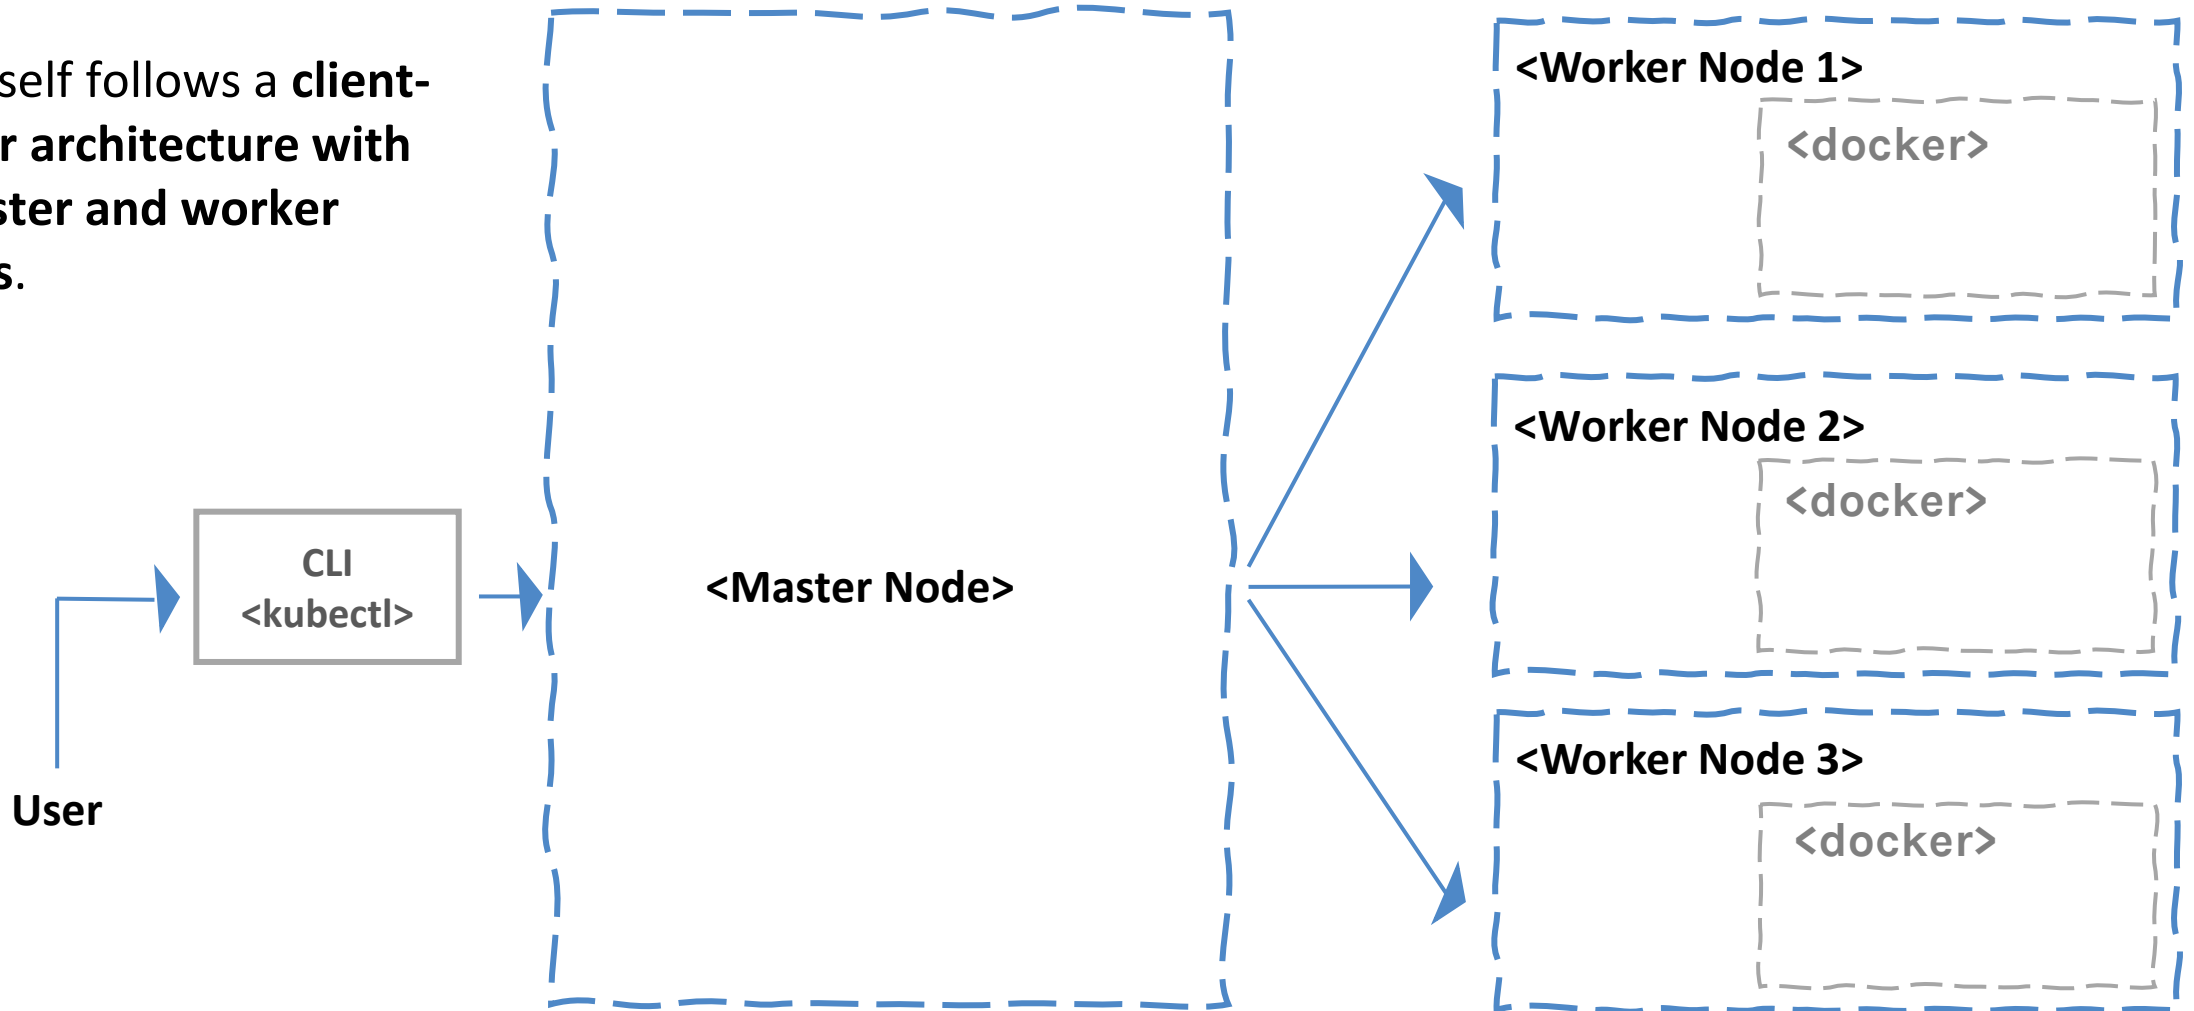 self follows a client-
r architecture with
ster and worker
s.
CLI
<kubectl>
User
<Master Node>
<Worker Node 1>
<docker>
<Worker Node 2>
<docker>
<Worker Node 3>
<docker>